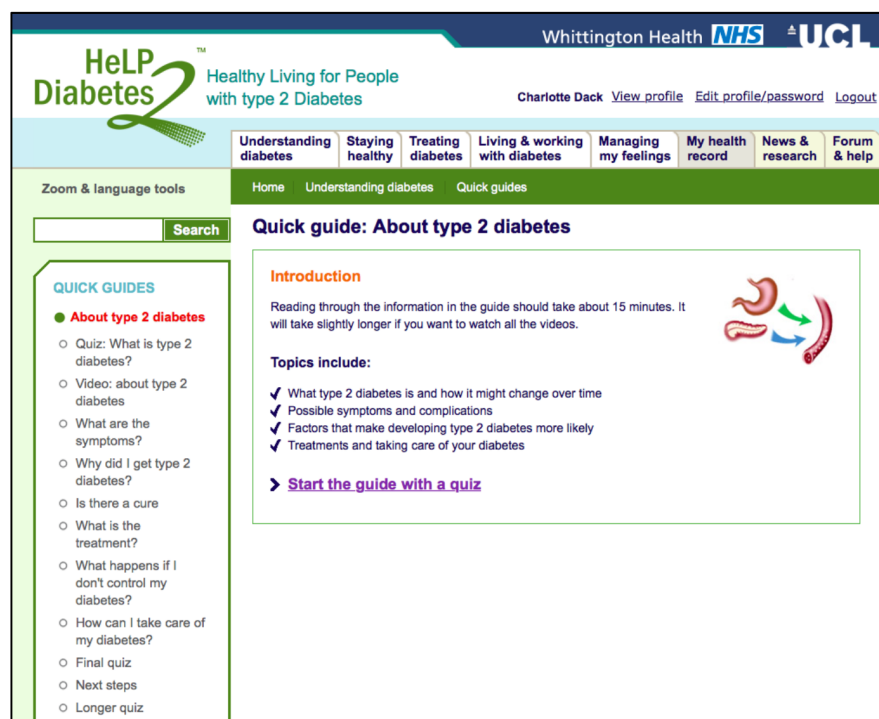 Whittington Health NHS UCL
HeLP
Diabetes 2 ™
Healthy Living for People
with type 2 Diabetes
Charlotte Dack View profile Edit profile/password Logout
Understanding diabetes
Staying healthy
Treating diabetes
Living & working with diabetes
Managing my feelings
My health record
News & research
Forum & help
Zoom & language tools
Home Understanding diabetes Quick guides
Search
Quick guide: About type 2 diabetes
Introduction
Reading through the information in the guide should take about 15 minutes. It
will take slightly longer if you want to watch all the videos.
Topics include:
What type 2 diabetes is and how it might change over time
Possible symptoms and complications
Factors that make developing type 2 diabetes more likely
Treatments and taking care of your diabetes
Start the guide with a quiz
QUICK GUIDES
About type 2 diabetes
Quiz: What is type 2
diabetes?
Video: about type 2
diabetes
What are the
symptoms?
Why did I get type 2
diabetes?
Is there a cure
What is the
treatment?
What happens if I
don't control my
diabetes?
How can I take care of
my diabetes?
Final quiz
Next steps
Longer quiz